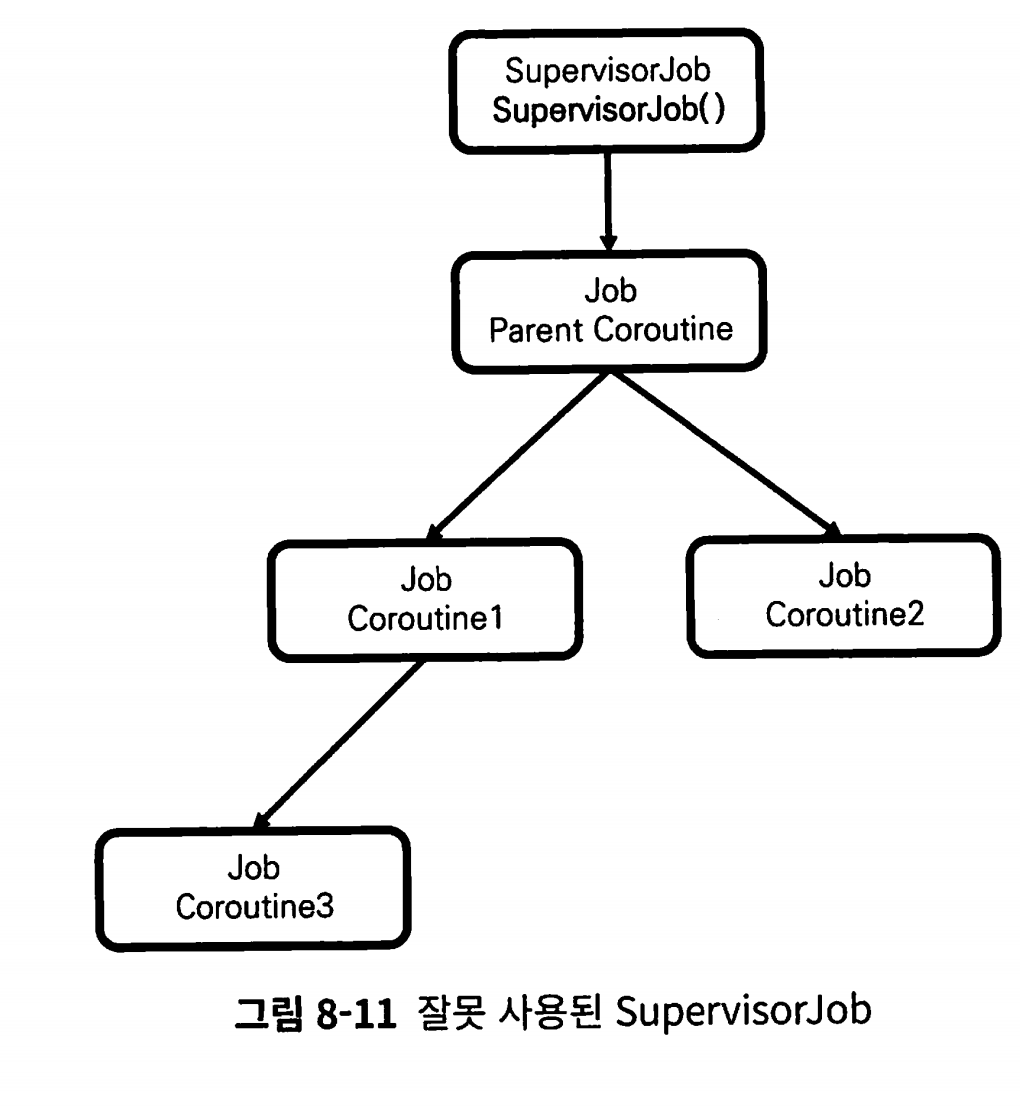 SupervisorJob
SupervisorJob()
Job
Parent Coroutine
Job
Coroutine1
Job
Coroutine2
Job
Coroutine3
그림 8-11 잘못 사용된 SupervisorJob